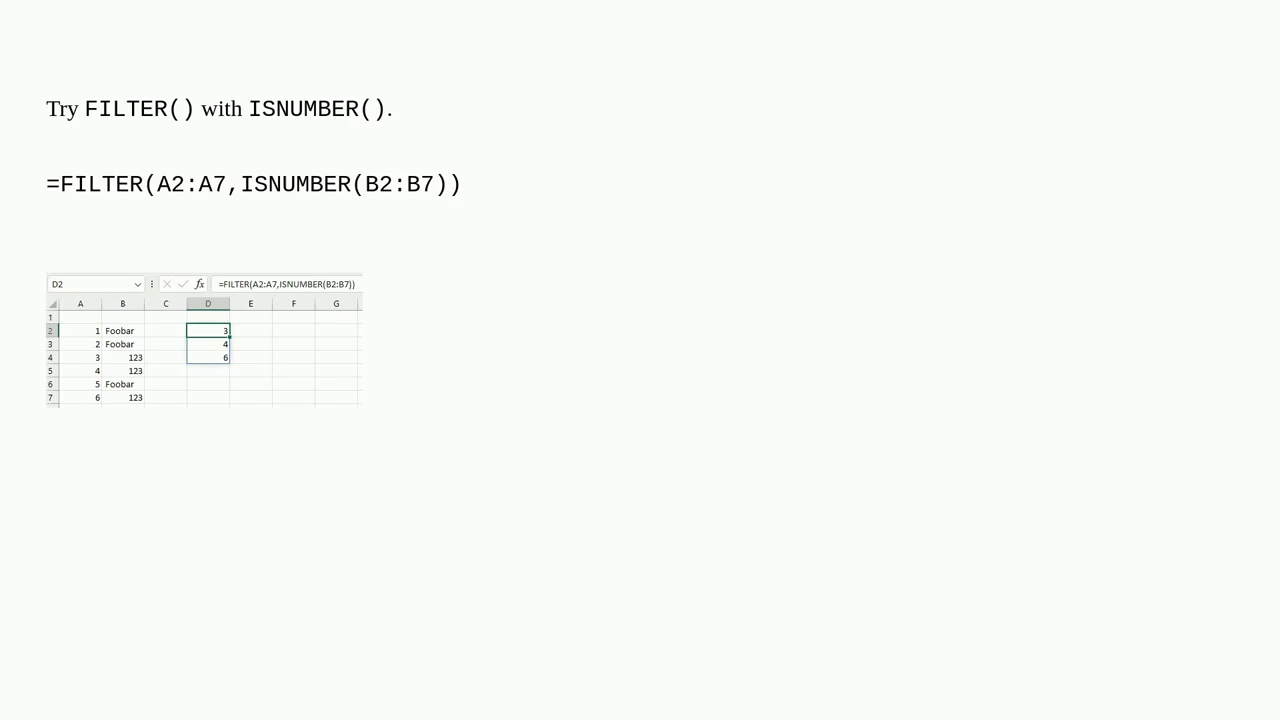 Try FILTER() with ISNUMBER().
=FILTER(A2:A7,ISNUMBER(B2:B7))
D2 fx =FILTER(A2:A7,ISNUMBER(B2:B7))
A B C D E F G
1
2 1 Foobar 3
3 2 Foobar 4
4 3 123 6
5 4 123
6 5 Foobar
7 6 123